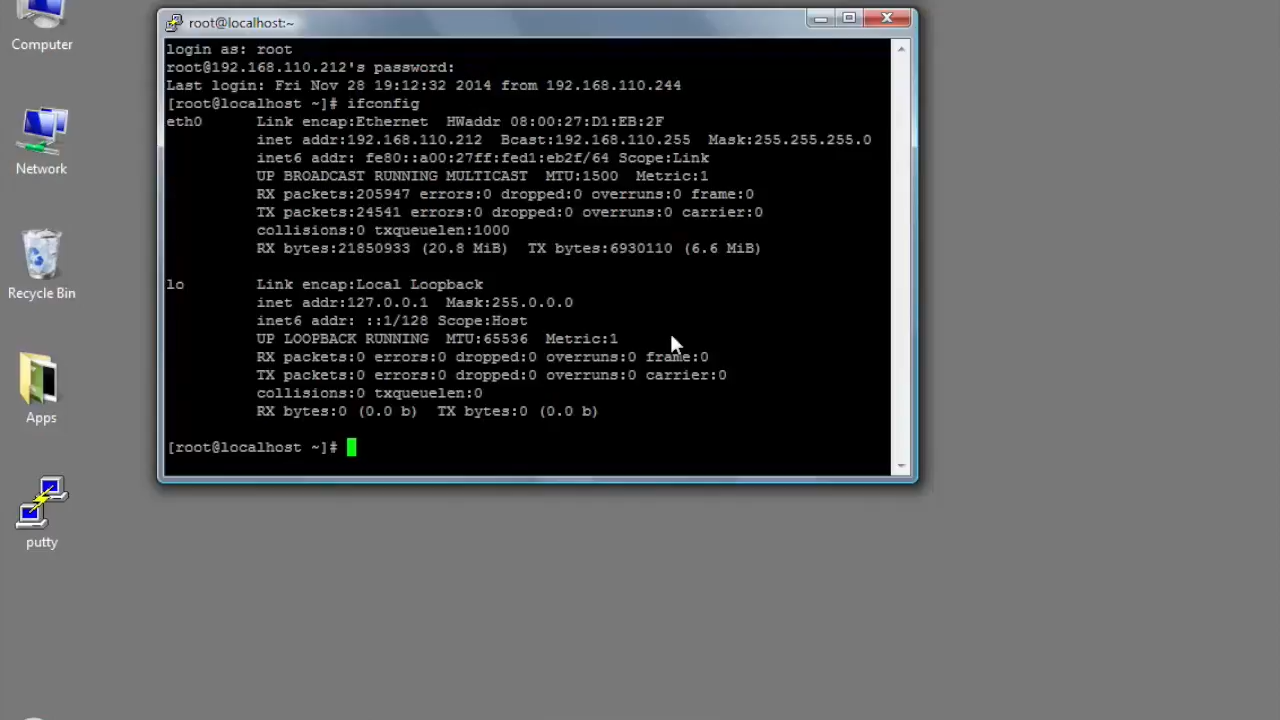 Computer
Network
Recycle Bin
Apps
putty
root@localhost:~
login as: root
root@192.168.110.212's password:
Last login: Fri Nov 28 19:12:32 2014 from 192.168.110.244
[root@localhost ~]# ifconfig
eth0      Link encap:Ethernet  HWaddr 08:00:27:D1:EB:2F
          inet addr:192.168.110.212  Bcast:192.168.110.255  Mask:255.255.255.0
          inet6 addr: fe80::a00:27ff:fed1:eb2f/64 Scope:Link
          UP BROADCAST RUNNING MULTICAST  MTU:1500  Metric:1
          RX packets:205947 errors:0 dropped:0 overruns:0 frame:0
          TX packets:24541 errors:0 dropped:0 overruns:0 carrier:0
          collisions:0 txqueuelen:1000
          RX bytes:21850933 (20.8 MiB)  TX bytes:6930110 (6.6 MiB)
lo        Link encap:Local Loopback
          inet addr:127.0.0.1  Mask:255.0.0.0
          inet6 addr: ::1/128 Scope:Host
          UP LOOPBACK RUNNING  MTU:65536  Metric:1
          RX packets:0 errors:0 dropped:0 overruns:0 frame:0
          TX packets:0 errors:0 dropped:0 overruns:0 carrier:0
          collisions:0 txqueuelen:0
          RX bytes:0 (0.0 b)  TX bytes:0 (0.0 b)
[root@localhost ~]#